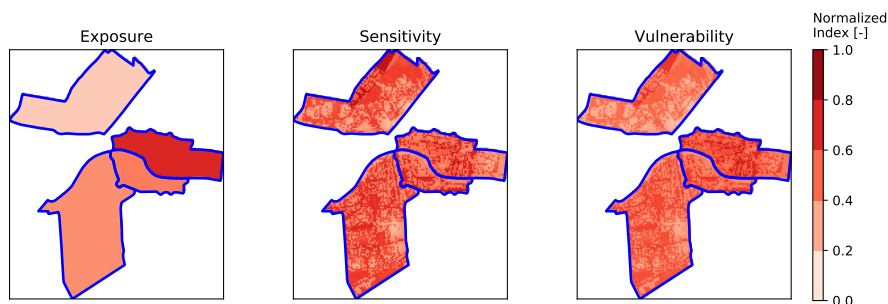 Exposure
Sensitivity
Vulnerability
Normalized
Index [-]
1.0
0.8
0.6
0.4
0.2
0.0